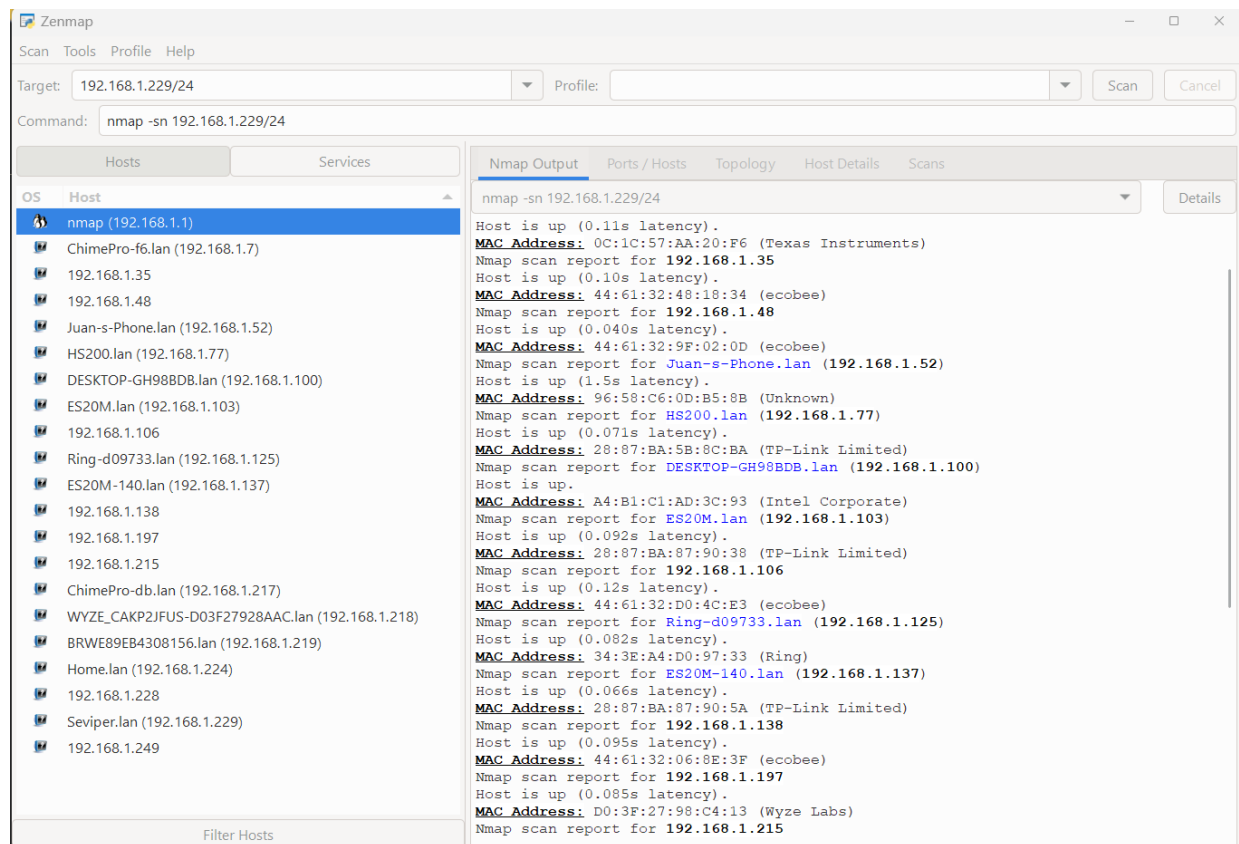 Zenmap
Scan Tools Profile Help
Target: 192.168.1.229/24 Profile: Scan Cancel
Command: nmap -sn 192.168.1.229/24
Hosts Services
OS Host
nmap (192.168.1.1)
ChimePro-f6.lan (192.168.1.7)
192.168.1.35
192.168.1.48
Juan-s-Phone.lan (192.168.1.52)
HS200.lan (192.168.1.77)
DESKTOP-GH98BDB.lan (192.168.1.100)
ES20M.lan (192.168.1.103)
192.168.1.106
Ring-d09733.lan (192.168.1.125)
ES20M-140.lan (192.168.1.137)
192.168.1.138
192.168.1.197
192.168.1.215
ChimePro-db.lan (192.168.1.217)
WYZE_CAKP2JFUS-D03F27928AAC.lan (192.168.1.218)
BRWE89EB4308156.lan (192.168.1.219)
Home.lan (192.168.1.224)
192.168.1.228
Seviper.lan (192.168.1.229)
192.168.1.249
Filter Hosts
Nmap Output Ports / Hosts Topology Host Details Scans
nmap -sn 192.168.1.229/24 Details
Host is up (0.11s latency).
MAC Address: 0C:1C:57:AA:20:F6 (Texas Instruments)
Nmap scan report for 192.168.1.35
Host is up (0.10s latency).
MAC Address: 44:61:32:48:18:34 (ecobee)
Nmap scan report for 192.168.1.48
Host is up (0.040s latency).
MAC Address: 44:61:32:9F:02:0D (ecobee)
Nmap scan report for Juan-s-Phone.lan (192.168.1.52)
Host is up (1.5s latency).
MAC Address: 96:58:C6:0D:B5:8B (Unknown)
Nmap scan report for HS200.lan (192.168.1.77)
Host is up (0.071s latency).
MAC Address: 28:87:BA:5B:8C:BA (TP-Link Limited)
Nmap scan report for DESKTOP-GH98BDB.lan (192.168.1.100)
Host is up.
MAC Address: A4:B1:C1:AD:3C:93 (Intel Corporate)
Nmap scan report for ES20M.lan (192.168.1.103)
Host is up (0.092s latency).
MAC Address: 28:87:BA:87:90:38 (TP-Link Limited)
Nmap scan report for 192.168.1.106
Host is up (0.12s latency).
MAC Address: 44:61:32:D0:4C:E3 (ecobee)
Nmap scan report for Ring-d09733.lan (192.168.1.125)
Host is up (0.082s latency).
MAC Address: 34:3E:A4:D0:97:33 (Ring)
Nmap scan report for ES20M-140.lan (192.168.1.137)
Host is up (0.066s latency).
MAC Address: 28:87:BA:87:90:5A (TP-Link Limited)
Nmap scan report for 192.168.1.138
Host is up (0.095s latency).
MAC Address: 44:61:32:06:8E:3F (ecobee)
Nmap scan report for 192.168.1.197
Host is up (0.085s latency).
MAC Address: D0:3F:27:98:C4:13 (Wyze Labs)
Nmap scan report for 192.168.1.215